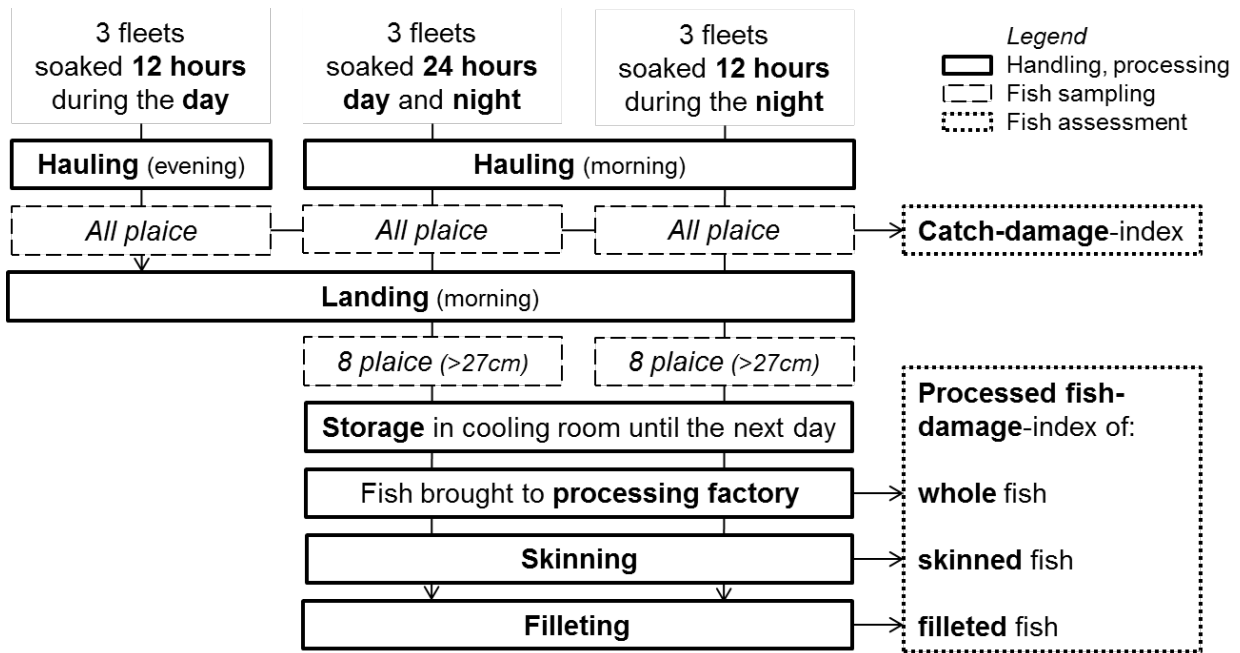 3 fleets
soaked 12 hours
during the day
3 fleets
soaked 24 hours
day and night
3 fleets
soaked 12 hours
during the night
Legend
Handling, processing
Fish sampling
Fish assessment
Hauling (evening)
Hauling (morning)
All plaice
All plaice
All plaice
Catch-damage-index
Landing (morning)
8 plaice (>27cm)
8 plaice (>27cm)
Storage in cooling room until the next day
Fish brought to processing factory
Skinning
Filleting
Processed fish-
damage-index of:
whole fish
skinned fish
filleted fish